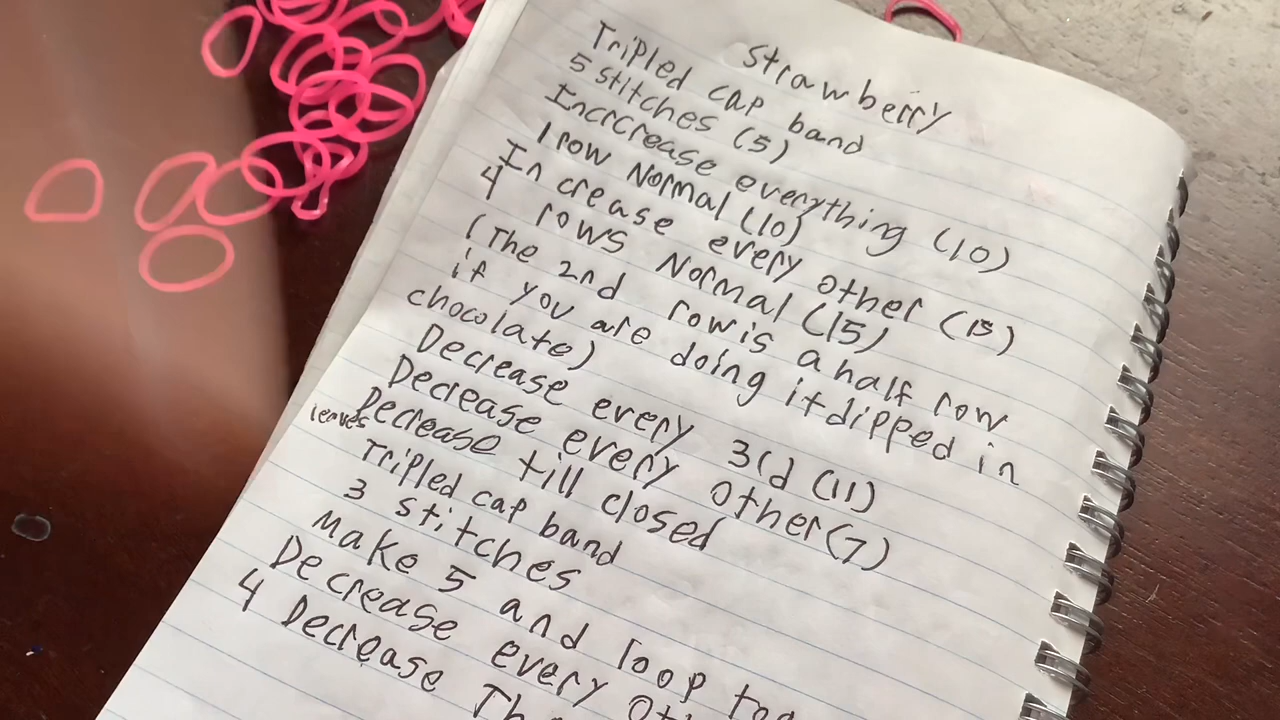 Strawberry
Tripled cap band
5 stitches (5)
Incrcrease everything (10)
1 row Normal (10)
Increase every other (15)
4 rows Normal (15)
(The 2nd row is a half row
if you are doing it dipped in
chocolate)
Decrease every 3rd (11)
Decrease every other (7)
Decrease till closed
leaves
Tripled cap band
3 stitches
Make 5 and loop
Decrease every
4 Decrease